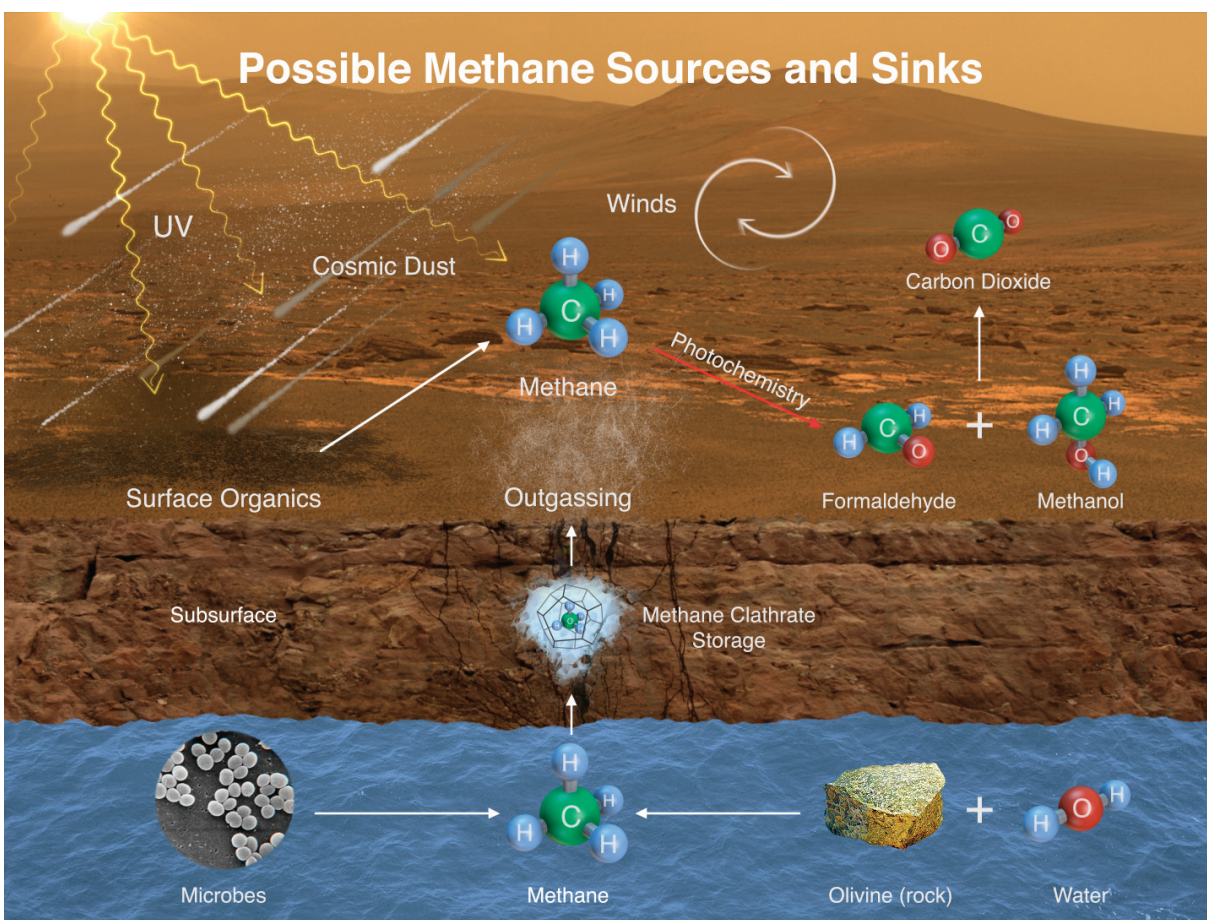 Possible Methane Sources and Sinks
UV
Winds
Cosmic Dust
O
C
O
Carbon Dioxide
H
H
C
H
H
Methane
Photochemistry
H
C
H
O
Formaldehyde
+
H
C
H
H
O
H
Methanol
Surface Organics
Outgassing
Subsurface
Methane Clathrate
Storage
H
H
C
H
H
Microbes
Methane
Olivine (rock)
+
H
O
H
Water